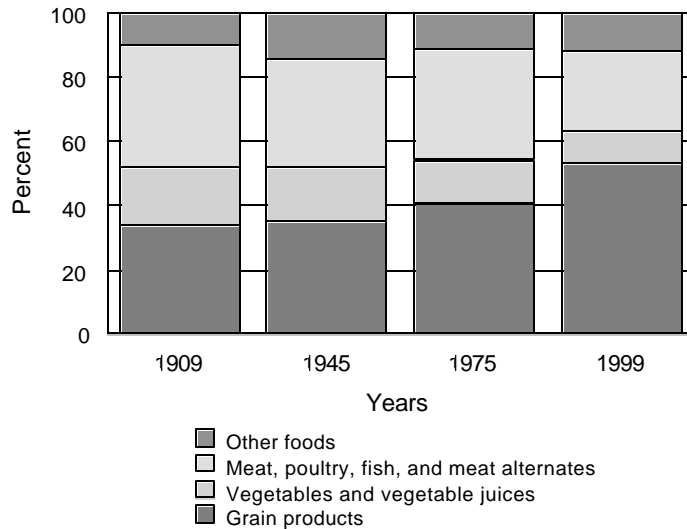 100
80
60
40
20
0
Percent
1909 1945 1975 1999
Years
Other foods
Meat, poultry, fish, and meat alternates
Vegetables and vegetable juices
Grain products